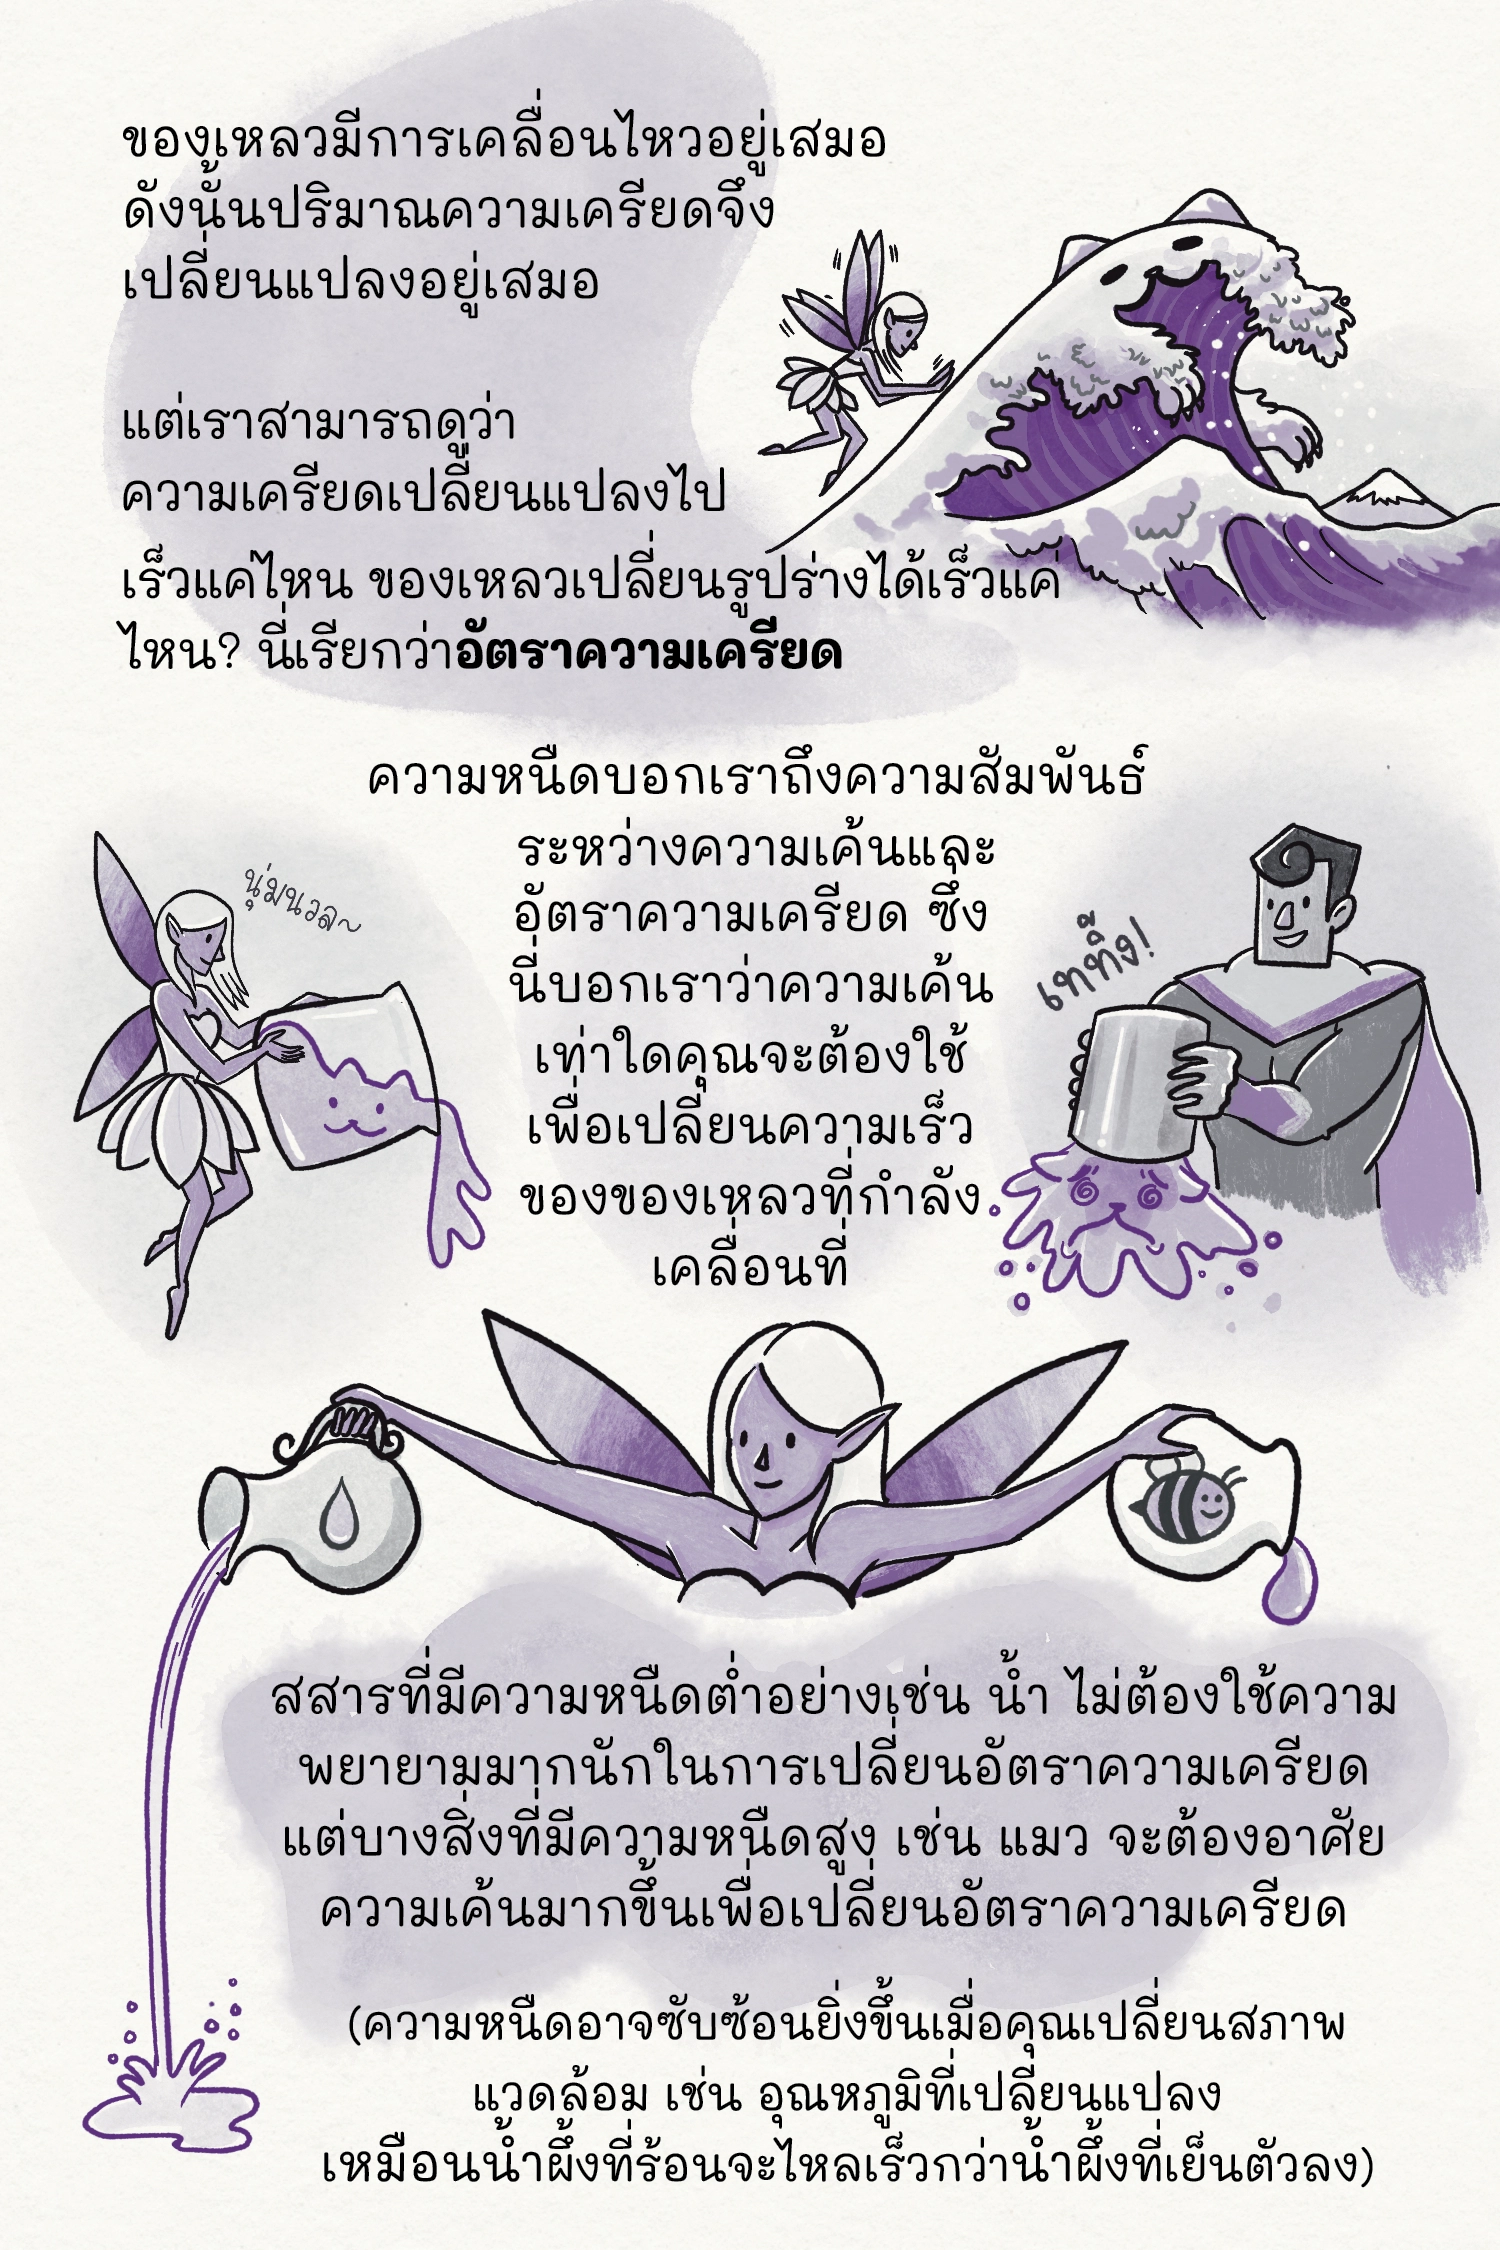 ของเหลวมีการเคลื่อนไหวอยู่เสมอ
ดังนั้นปริมาณความเครียดจึง
เปลี่ยนแปลงอยู่เสมอ
แต่เราสามารถดูว่า
ความเครียดเปลี่ยนแปลงไป
เร็วแค่ไหน ของเหลวเปลี่ยนรูปร่างได้เร็วแค่
ไหน? นี่เรียกว่าอัตราความเครียด
ความหนืดบอกเราถึงความสัมพันธ์
ระหว่างความเค้นและ
อัตราความเครียด ซึ่ง
นี่บอกเราว่าความเค้น
เท่าใดคุณจะต้องใช้
เพื่อเปลี่ยนความเร็ว
ของของเหลวที่กำลัง
เคลื่อนที่
นุ่มนวล~
เททิ้ง!
สสารที่มีความหนืดต่ำอย่างเช่น น้ำ ไม่ต้องใช้ความ
พยายามมากนักในการเปลี่ยนอัตราความเครียด
แต่บางสิ่งที่มีความหนืดสูง เช่น แมว จะต้องอาศัย
ความเค้นมากขึ้นเพื่อเปลี่ยนอัตราความเครียด
(ความหนืดอาจซับซ้อนยิ่งขึ้นเมื่อคุณเปลี่ยนสภาพ
แวดล้อม เช่น อุณหภูมิที่เปลี่ยนแปลง
เหมือนน้ำผึ้งที่ร้อนจะไหลเร็วกว่าน้ำผึ้งที่เย็นตัวลง)